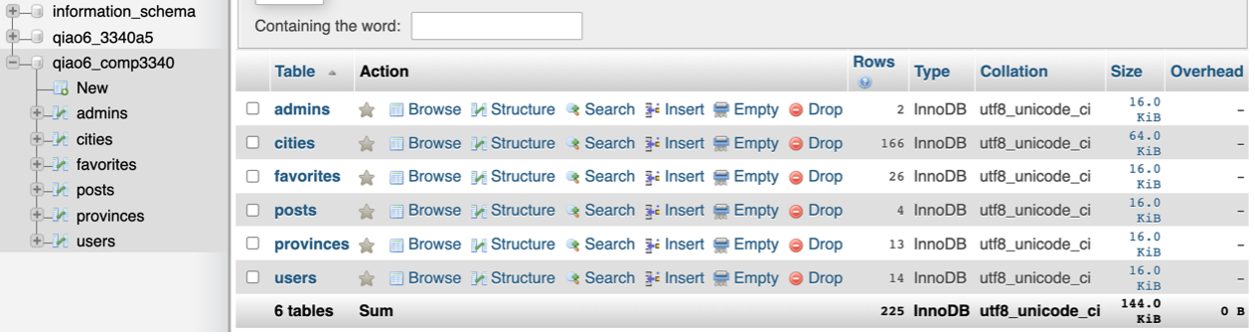 information_schema
qiao6_3340a5
qiao6_comp3340
New
admins
cities
favorites
posts
provinces
users
Containing the word:
Table Action Rows Type Collation Size Overhead
admins Browse Structure Search Insert Empty Drop 2 InnoDB utf8_unicode_ci 16.0 KiB –
cities Browse Structure Search Insert Empty Drop 166 InnoDB utf8_unicode_ci 64.0 KiB –
favorites Browse Structure Search Insert Empty Drop 26 InnoDB utf8_unicode_ci 16.0 KiB –
posts Browse Structure Search Insert Empty Drop 4 InnoDB utf8_unicode_ci 16.0 KiB –
provinces Browse Structure Search Insert Empty Drop 13 InnoDB utf8_unicode_ci 16.0 KiB –
users Browse Structure Search Insert Empty Drop 14 InnoDB utf8_unicode_ci 16.0 KiB –
6 tables Sum 225 InnoDB utf8_unicode_ci 144.0 KiB 0 B